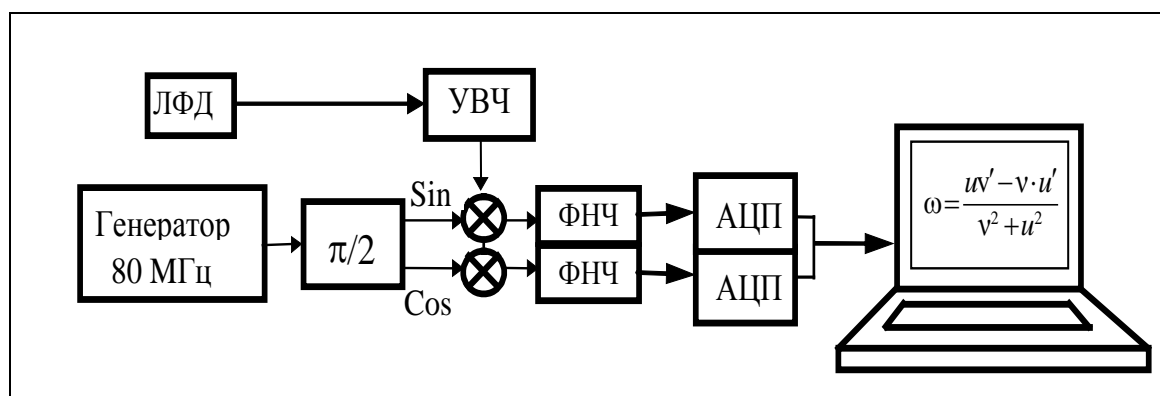 ЛФД
УВЧ
Генератор
80 МГц
π/2
Sin
Cos
ФНЧ
ФНЧ
АЦП
АЦП
ω = (uv′ − v·u′) / (v² + u²)